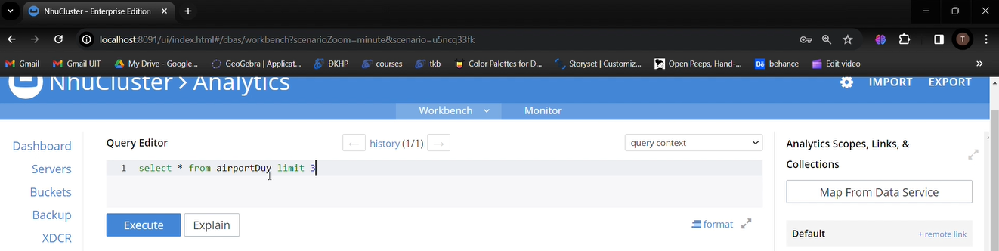 NhuCluster - Enterprise Edition
localhost:8091/ui/index.html#/cbas/workbench?scenarioZoom=minute&scenario=u5ncq33fk
T
Gmail Gmail UIT My Drive - Google... GeoGebra | Applicat... ĐKHP courses tkb Color Palettes for D... Storyset | Customiz... Open Peeps, Hand-... Bē behance Edit video »
NhuCluster > Analytics IMPORT EXPORT
Workbench Monitor
Dashboard
Servers
Buckets
Backup
XDCR
Query Editor history (1/1) query context
1 select * from airportDuy limit 3
Execute Explain format
Analytics Scopes, Links, &
Collections
Map From Data Service
Default + remote link